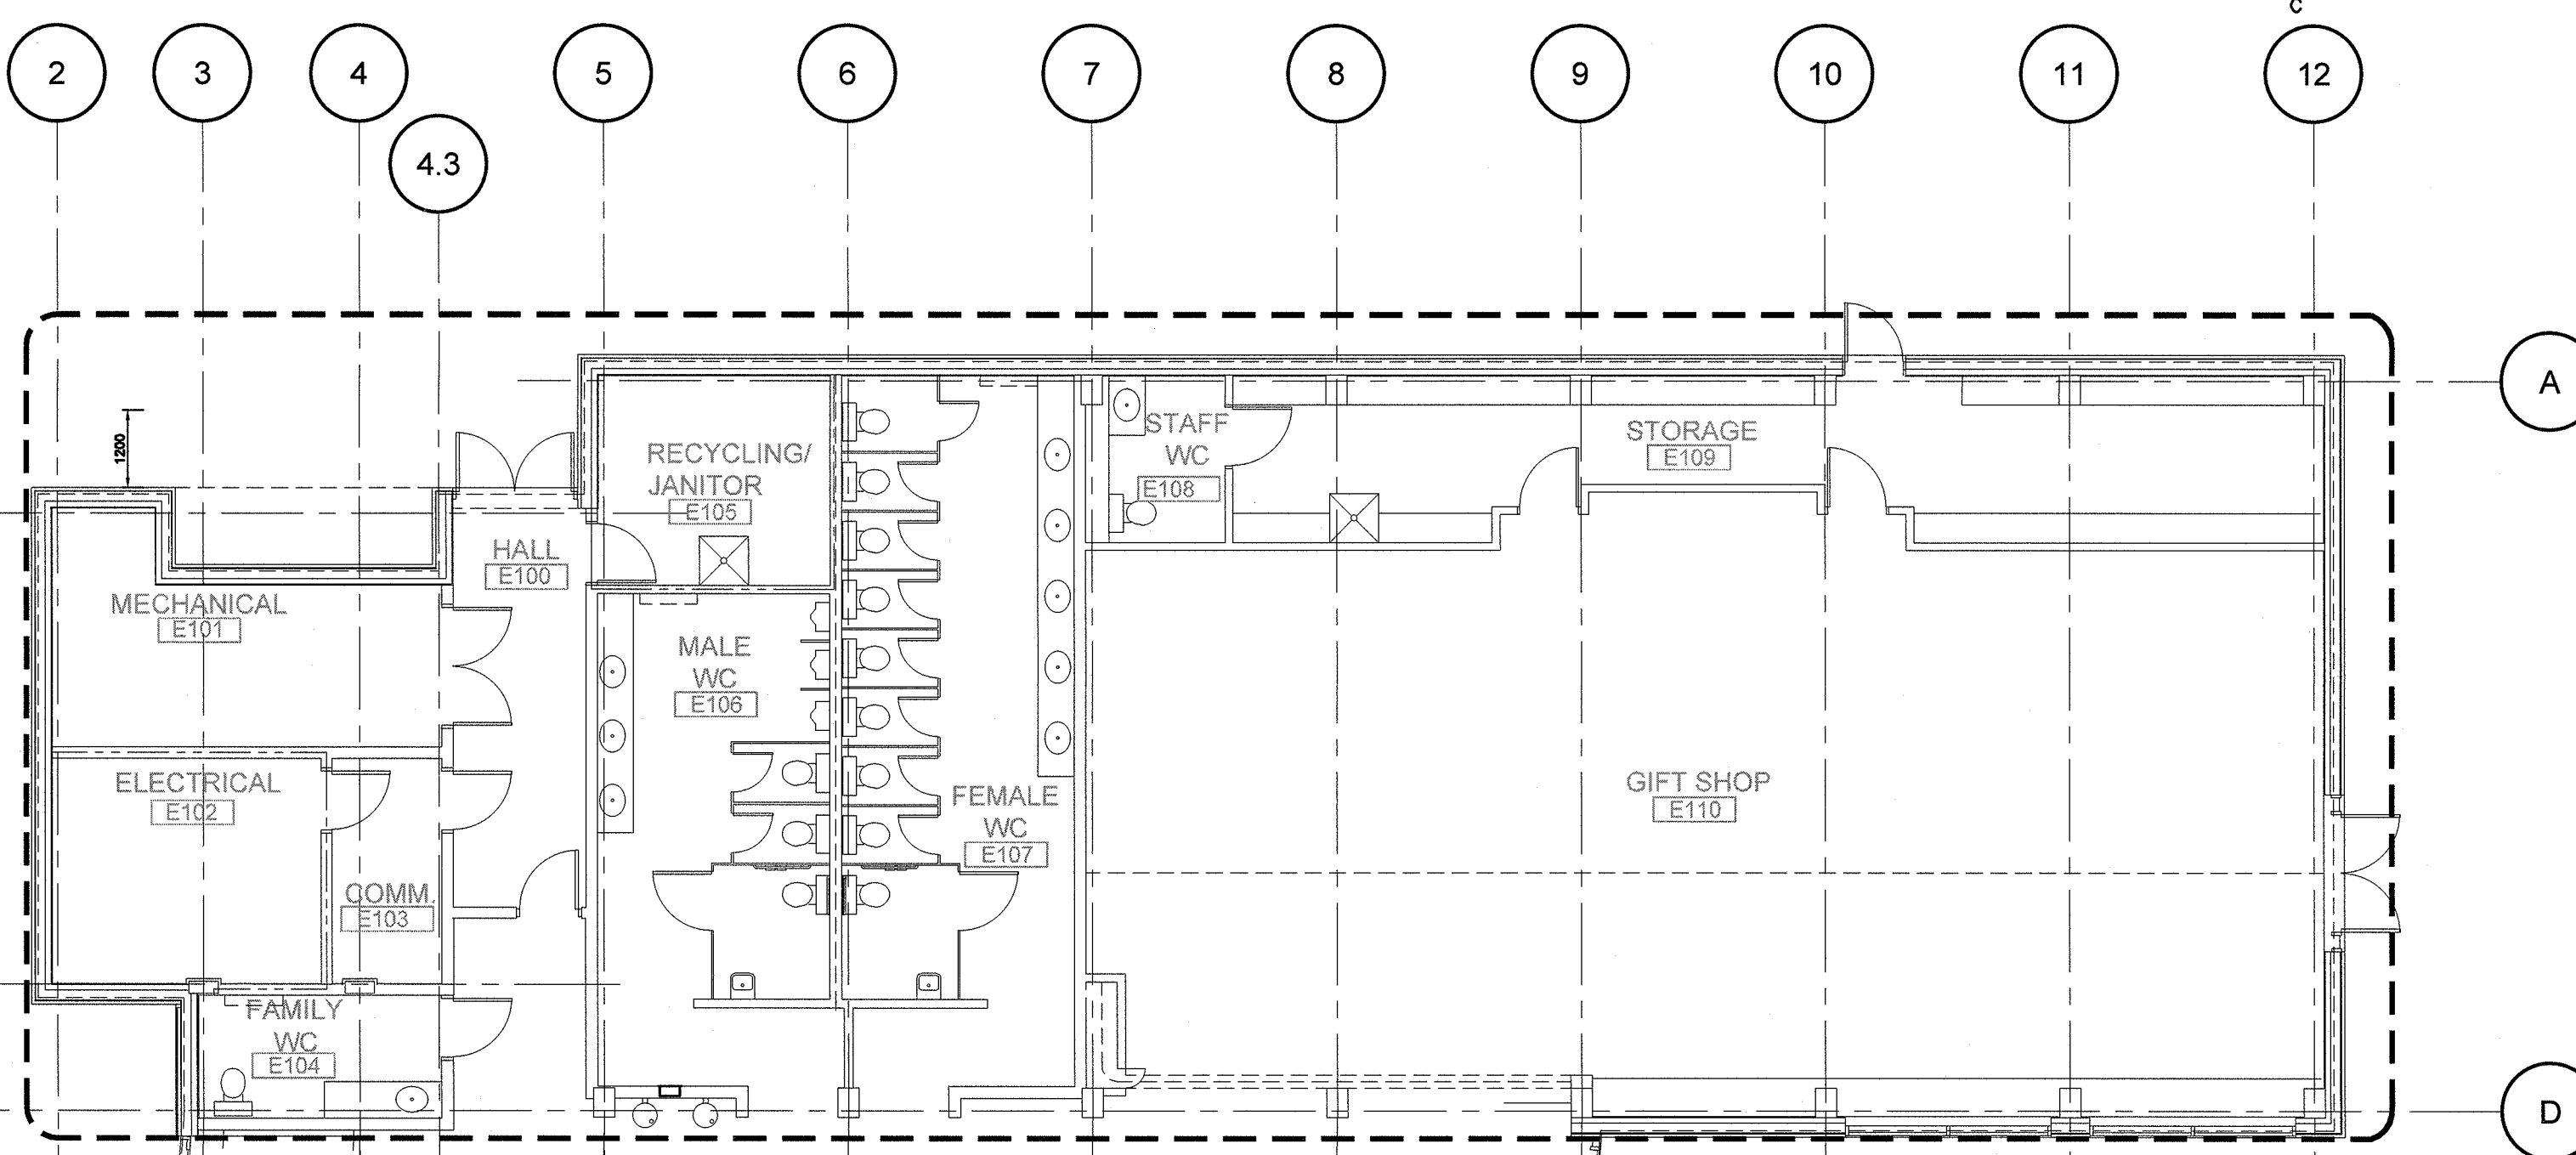 C
2
3
4
4.3
5
6
7
8
9
10
11
12
A
D
1200
RECYCLING/
JANITOR
E105
HALL
E100
MECHANICAL
E101
ELECTRICAL
E102
COMM.
E103
FAMILY
WC
E104
MALE
WC
E106
FEMALE
WC
E107
STAFF
WC
E108
STORAGE
E109
GIFT SHOP
E110